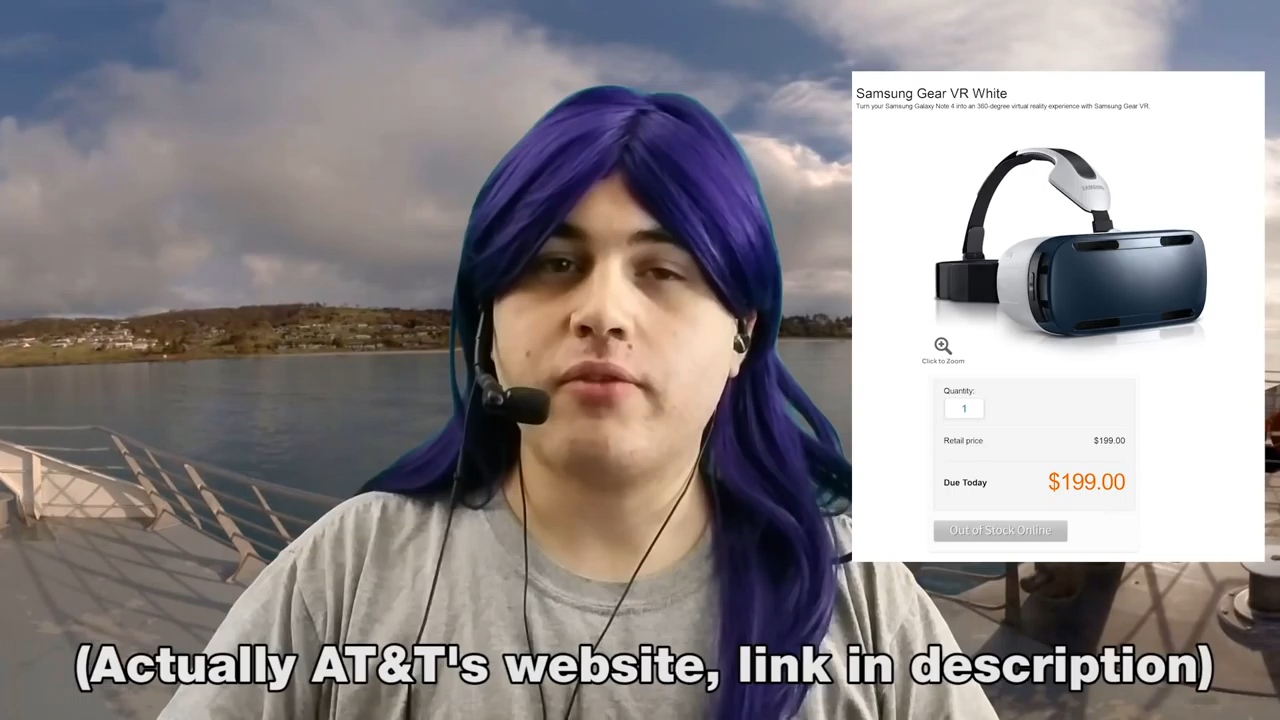 Samsung Gear VR White
Turn your Samsung Galaxy Note 4 into an 360-degree virtual reality experience with Samsung Gear VR.
SAMSUNG
Click to Zoom
Quantity:
1
Retail price $199.00
Due Today $199.00
Out of Stock Online
(Actually AT&T's website, link in description)